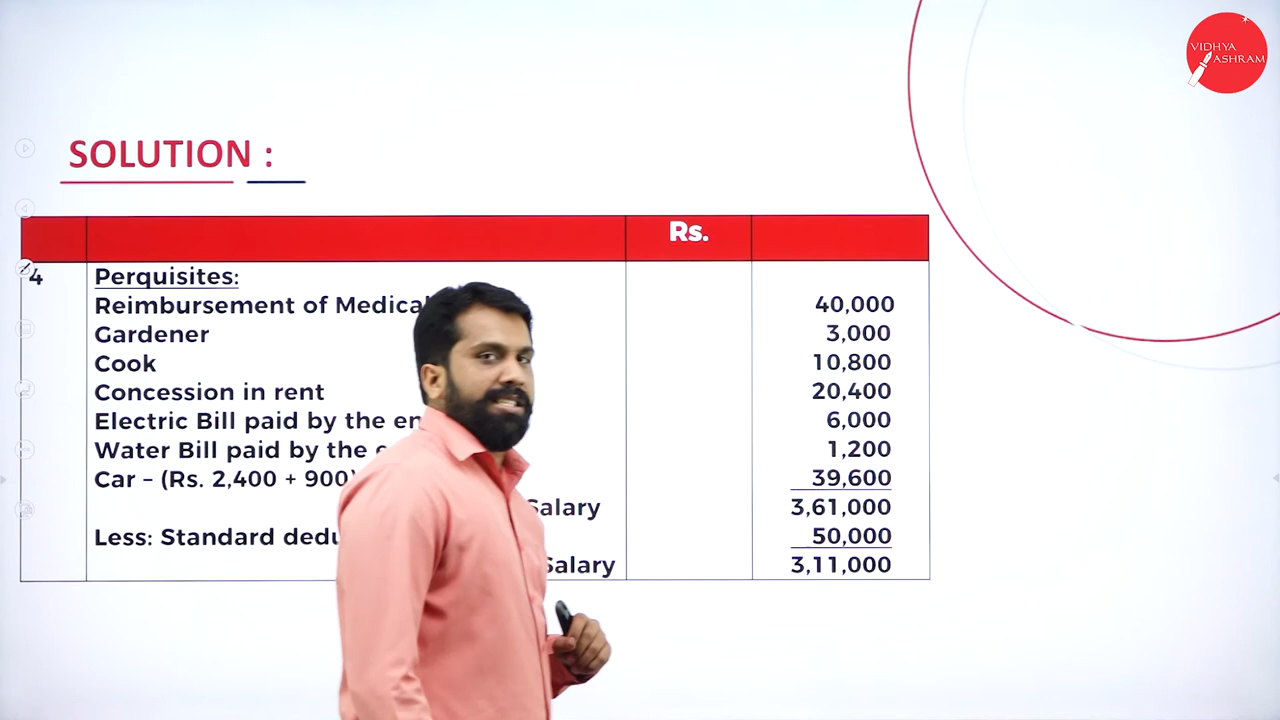 VIDHYA
ASHRAM
SOLUTION :
Rs.
4 Perquisites:
Reimbursement of Medical 40,000
Gardener 3,000
Cook 10,800
Concession in rent 20,400
Electric Bill paid by the 6,000
Water Bill paid by the 1,200
Car – (Rs. 2,400 + 900) 39,600
Salary 3,61,000
Less: Standard 50,000
Salary 3,11,000